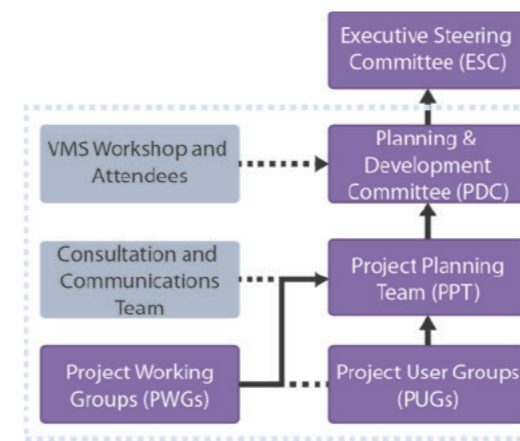 Executive Steering
Committee (ESC)
VMS Workshop and
Attendees
Planning &
Development
Committee (PDC)
Consultation and
Communications
Team
Project Planning
Team (PPT)
Project Working
Groups (PWGs)
Project User Groups
(PUGs)